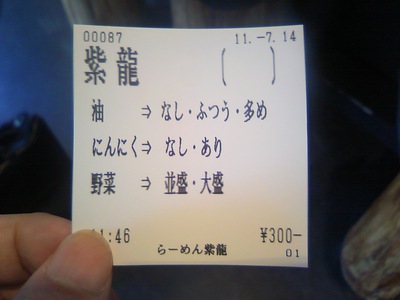 00087 11.-7.14
紫龍 [ ]
油 ⇒ なし・ふつう・多め
にんにく⇒ なし・あり
野菜 ⇒ 並盛・大盛
1:46 ¥300-
らーめん紫龍
01